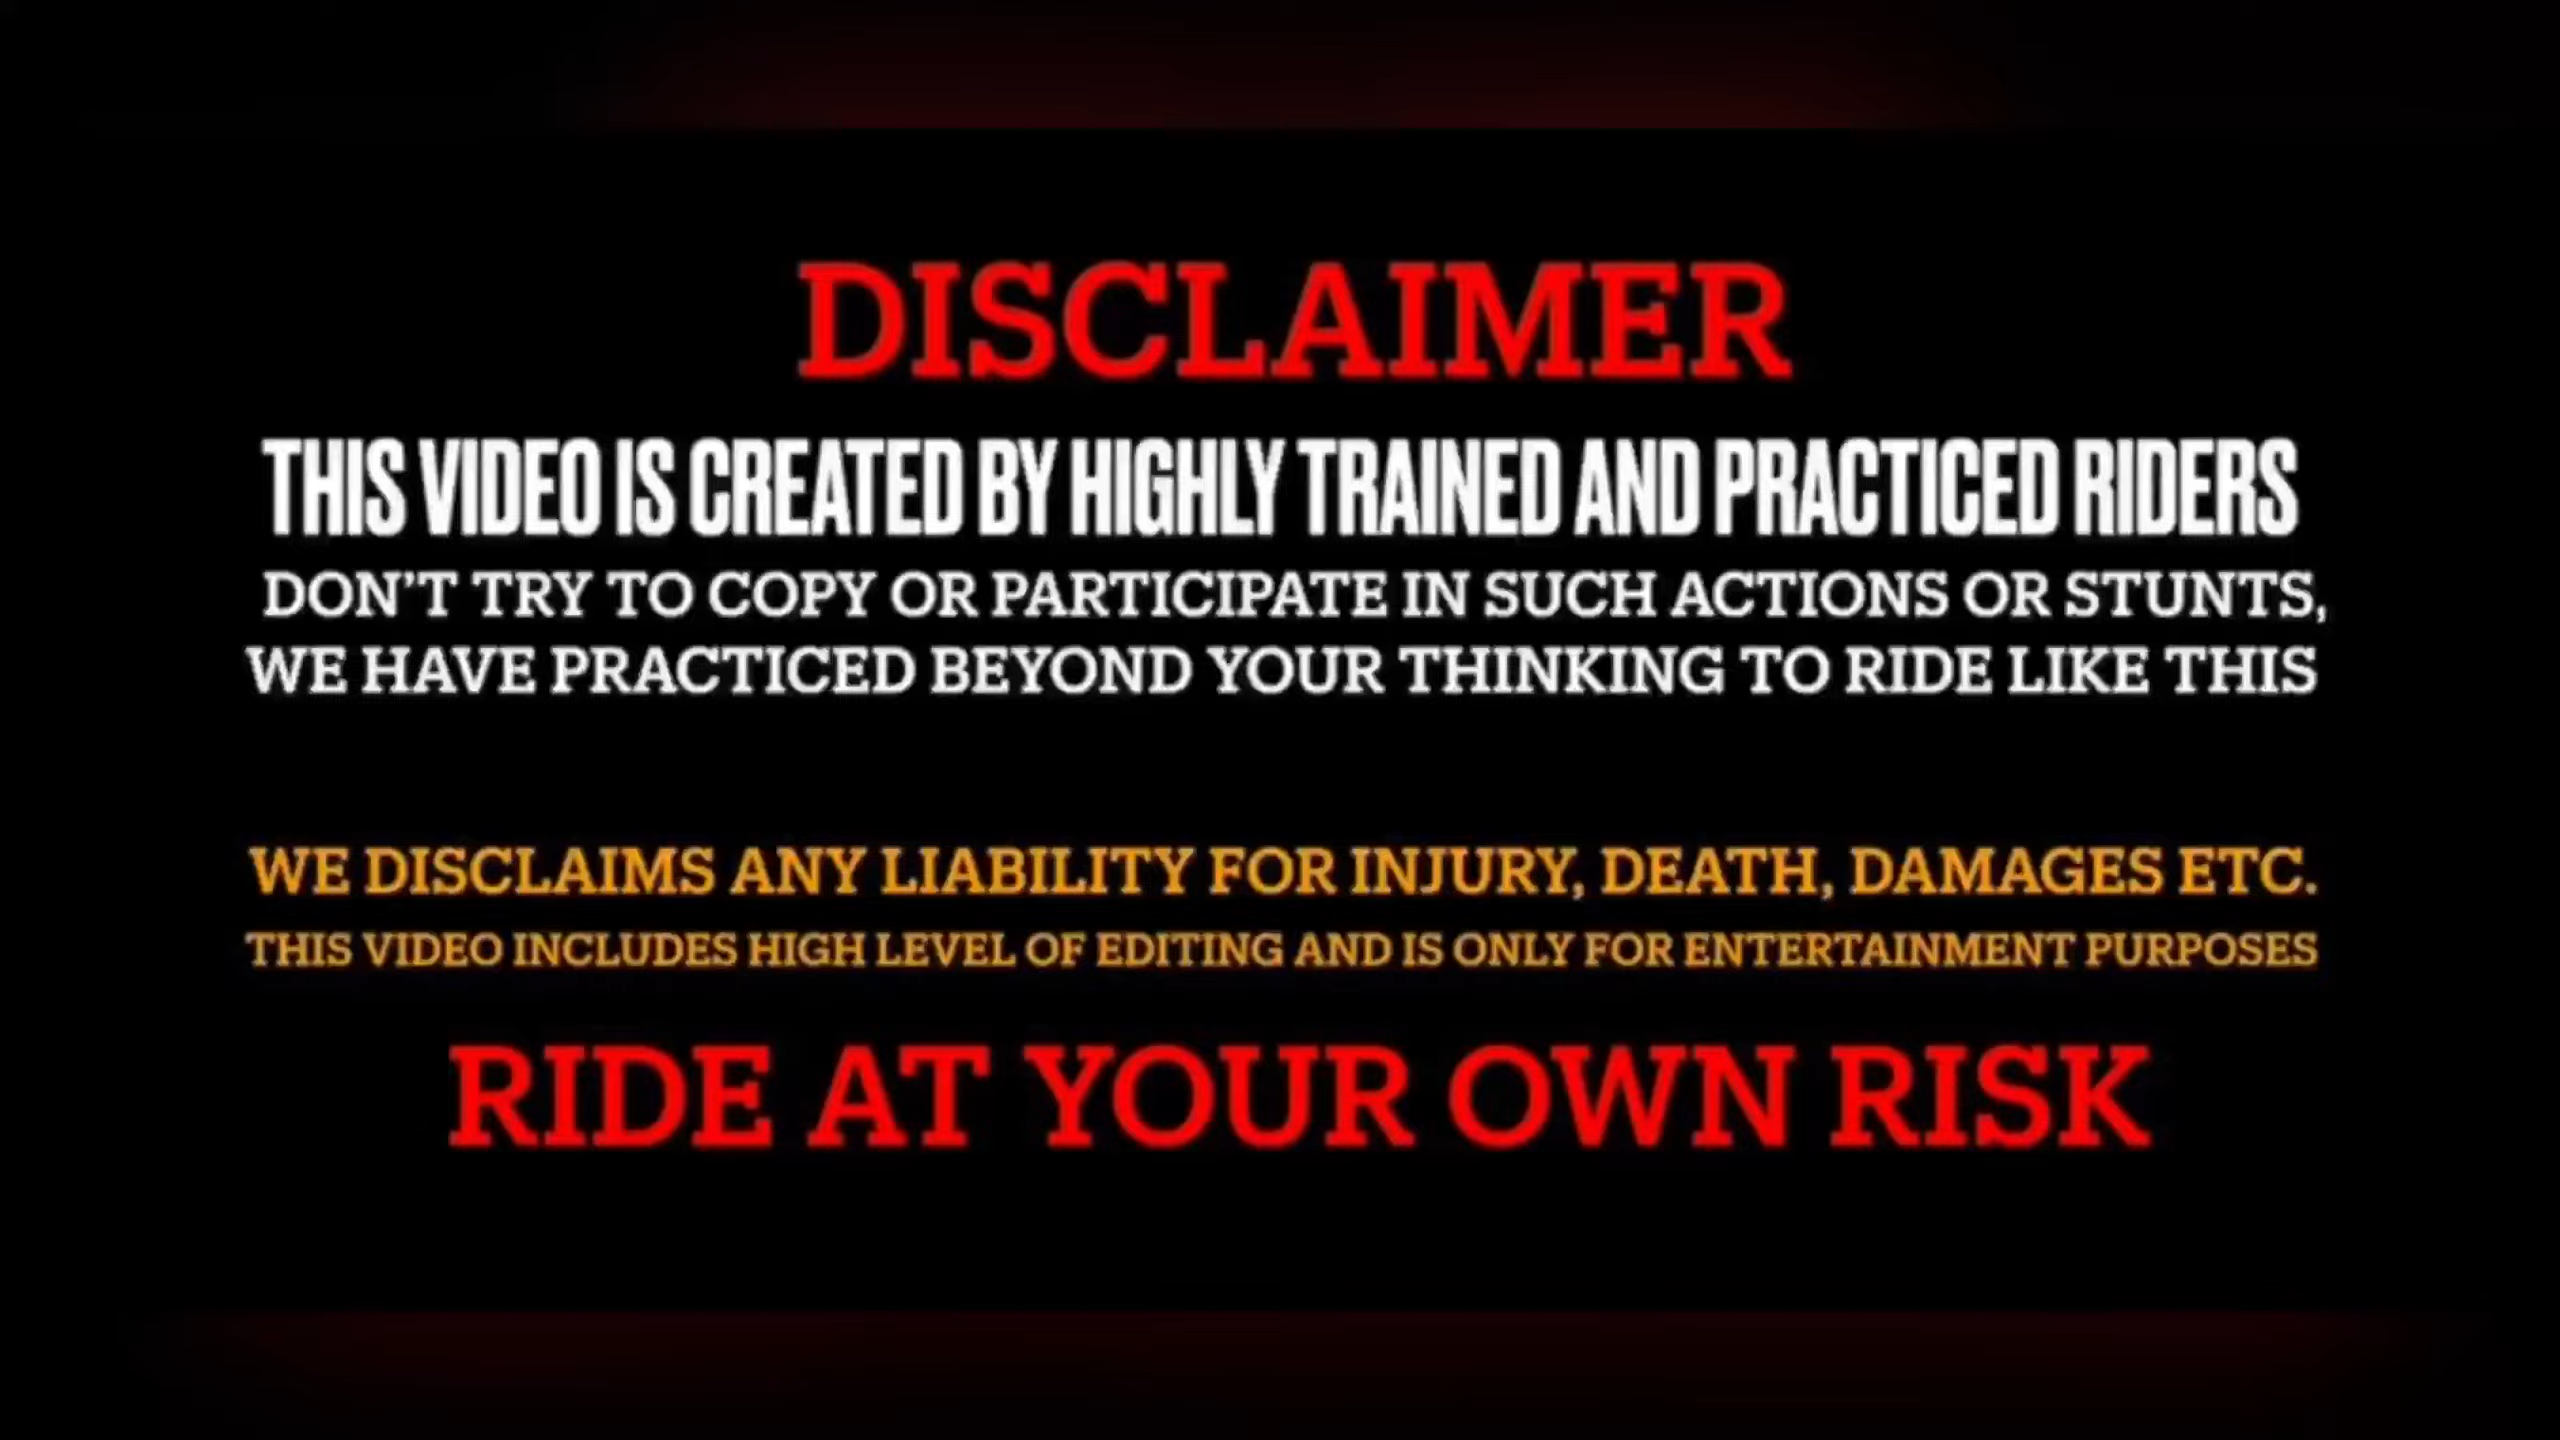 DISCLAIMER
THIS VIDEO IS CREATED BY HIGHLY TRAINED AND PRACTICED RIDERS
DON'T TRY TO COPY OR PARTICIPATE IN SUCH ACTIONS OR STUNTS,
WE HAVE PRACTICED BEYOND YOUR THINKING TO RIDE LIKE THIS
WE DISCLAIMS ANY LIABILITY FOR INJURY, DEATH, DAMAGES ETC.
THIS VIDEO INCLUDES HIGH LEVEL OF EDITING AND IS ONLY FOR ENTERTAINMENT PURPOSES
RIDE AT YOUR OWN RISK